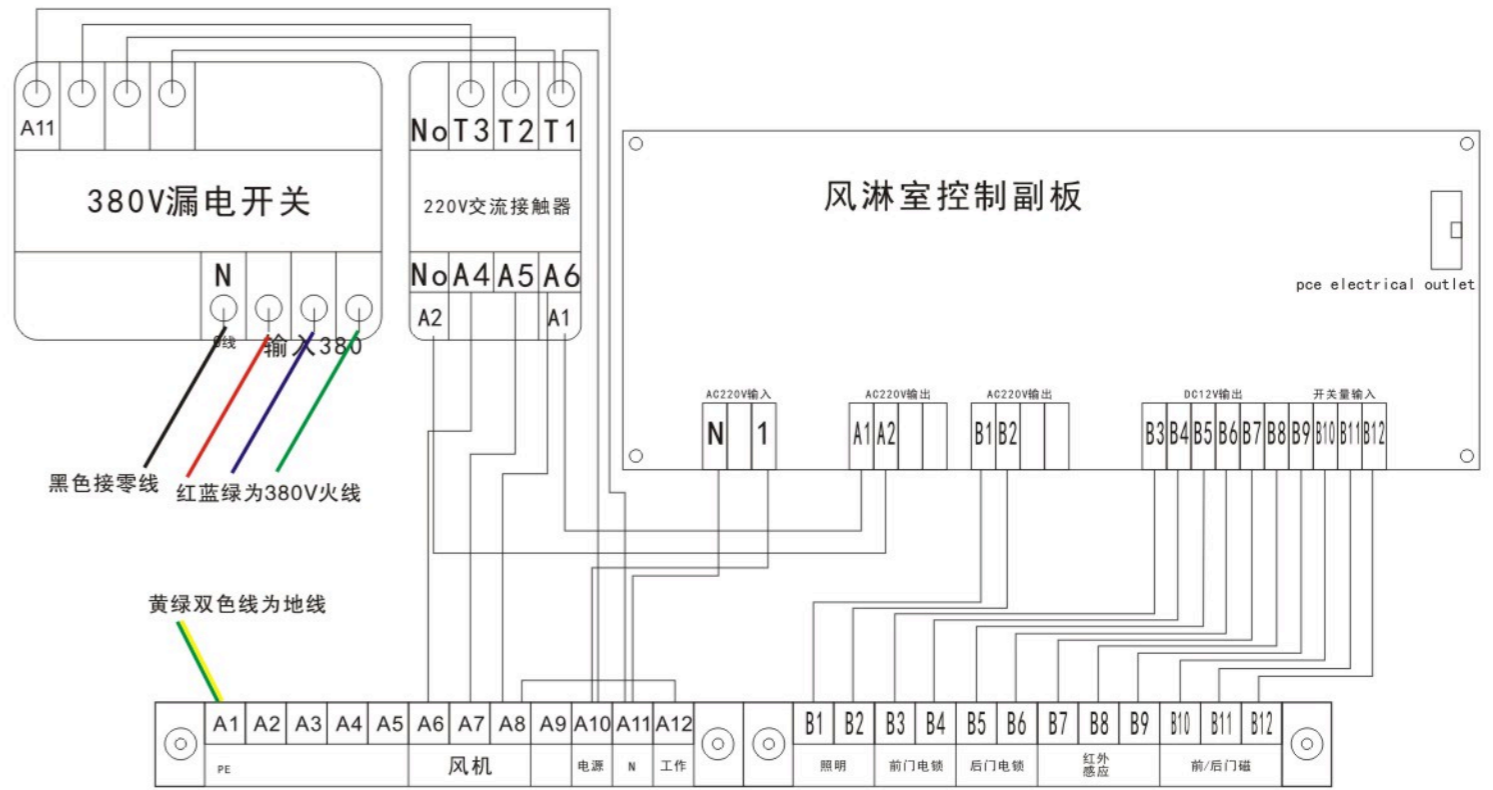 A11
380V漏电开关
N
输入380
黑色接零线
红蓝绿为380V火线
No T3 T2 T1
220V交流接触器
No A4 A5 A6
A2 A1
风淋室控制副板
pce electrical outlet
AC220V输入
N 1
AC220V输出
A1 A2
AC220V输出
B1 B2
DC12V输出 开关量输入
B3 B4 B5 B6 B7 B8 B9 B10 B11 B12
黄绿双色线为地线
A1 A2 A3 A4 A5 A6 A7 A8 A9 A10 A11 A12
PE 风机 电源 N 工作
B1 B2 B3 B4 B5 B6 B7 B8 B9 B10 B11 B12
照明 前门电锁 后门电锁 红外感应 前/后门磁